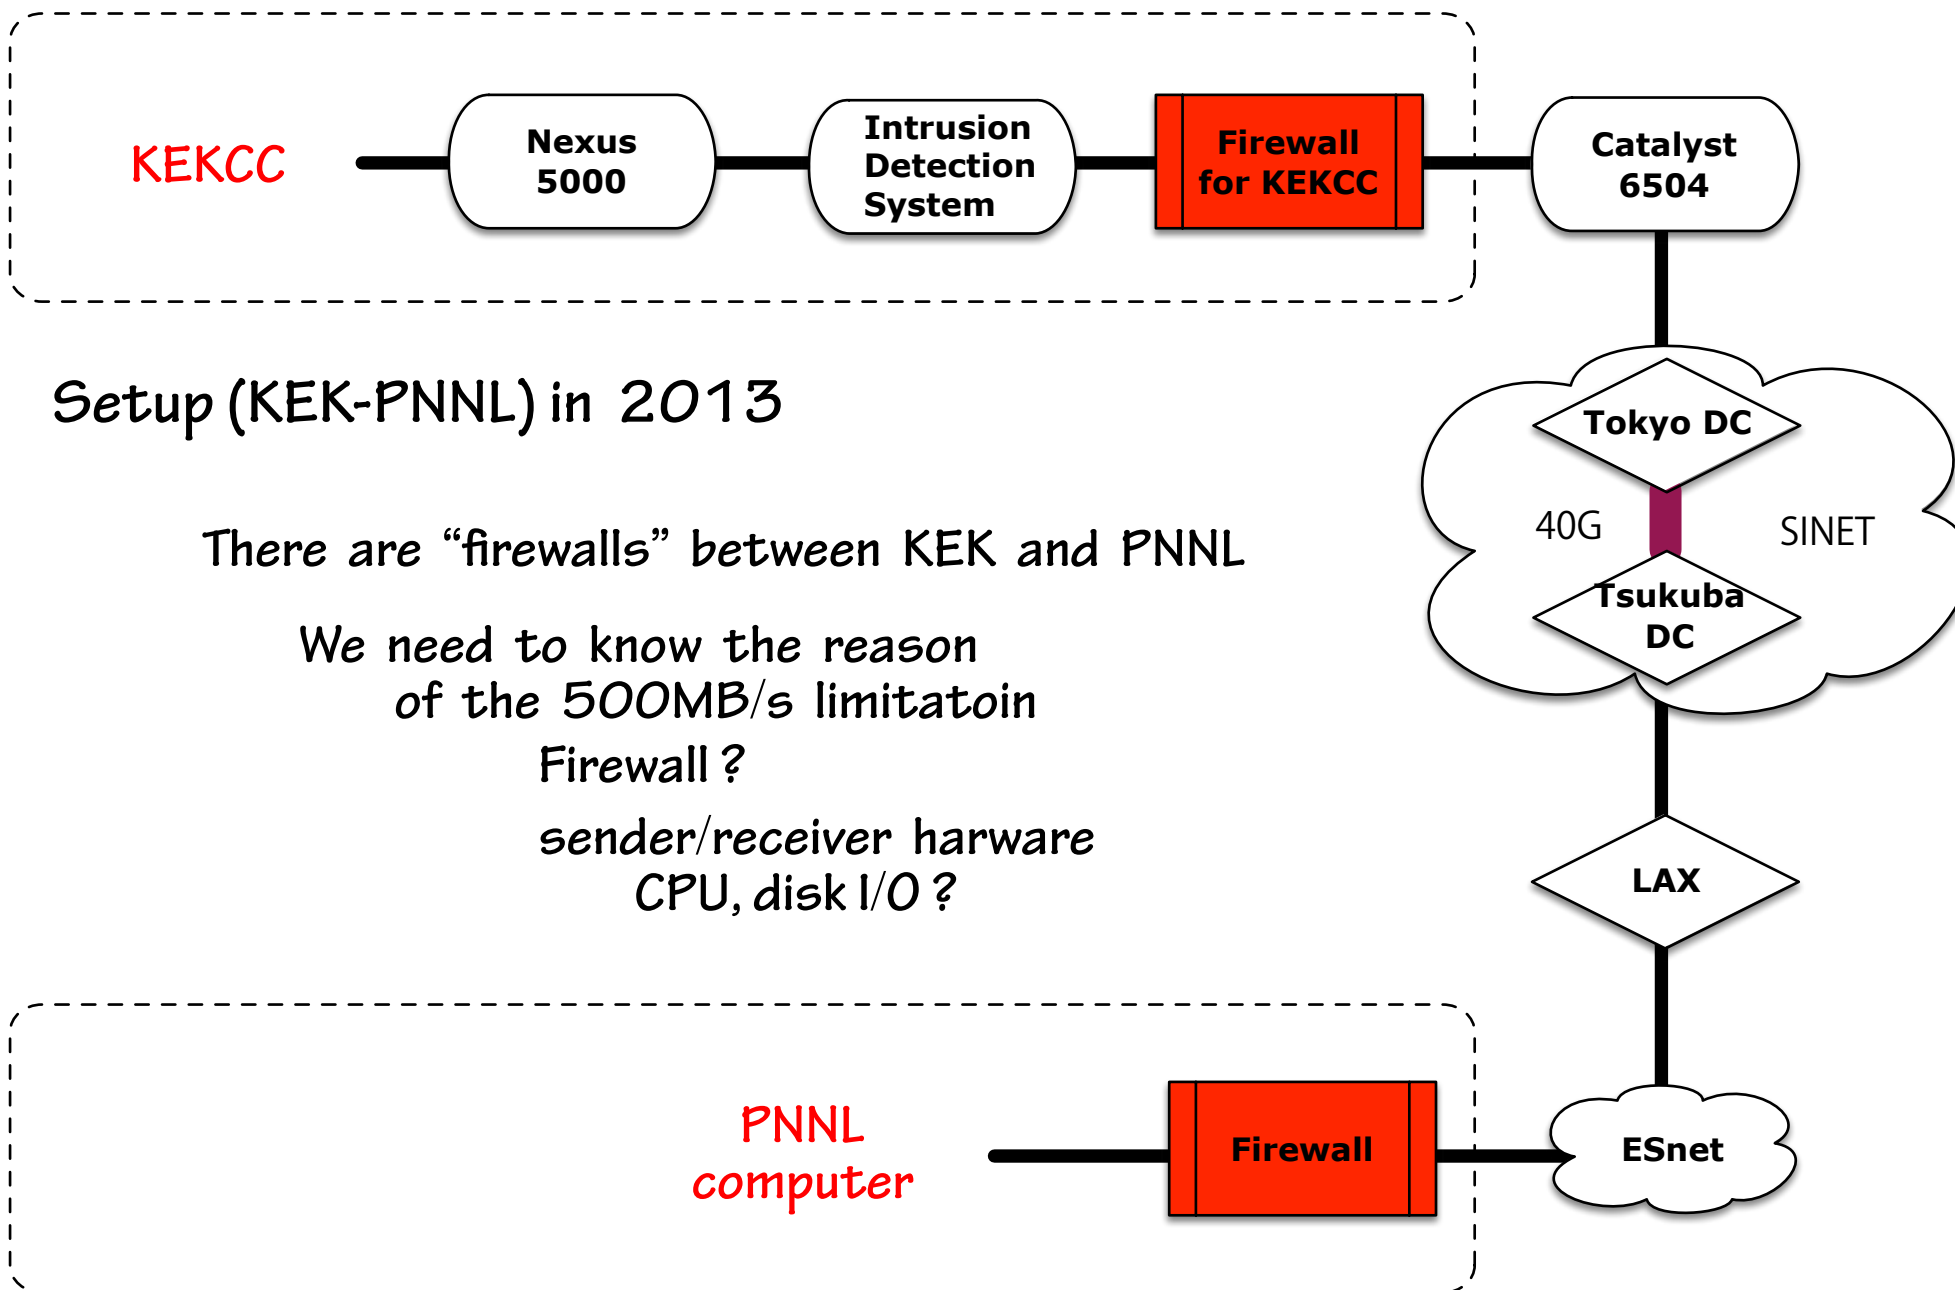 KEKCC
Nexus
5000
Intrusion
Detection
System
Firewall
for KEKCC
Catalyst
6504
Setup (KEK-PNNL) in 2013
Tokyo DC
40G
SINET
Tsukuba
DC
There are “firewalls” between KEK and PNNL
We need to know the reason
of the 500MB/s limitatoin
Firewall ?
sender/receiver harware
CPU, disk I/O ?
LAX
PNNL
computer
Firewall
ESnet